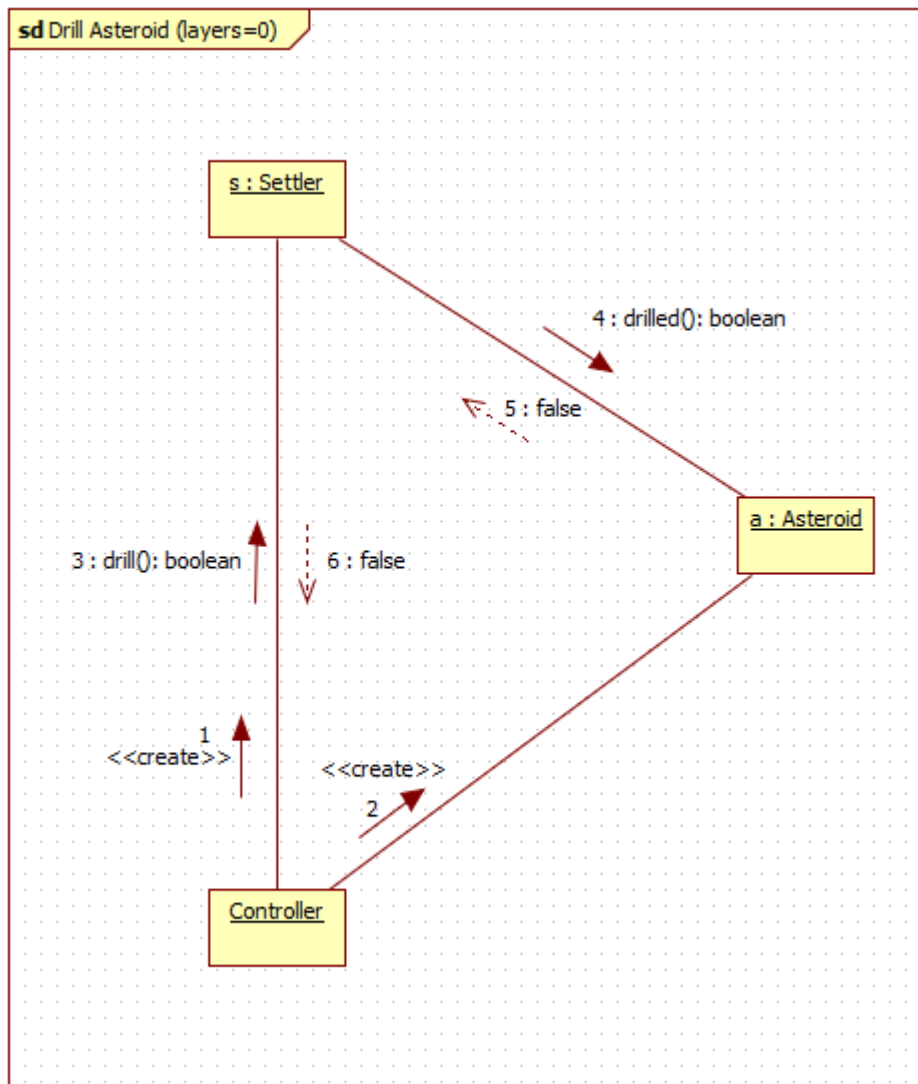 sd Drill Asteroid (layers=0)
s : Settler
4 : drilled(): boolean
5 : false
a : Asteroid
3 : drill(): boolean
6 : false
1
<<create>>
<<create>>
2
Controller